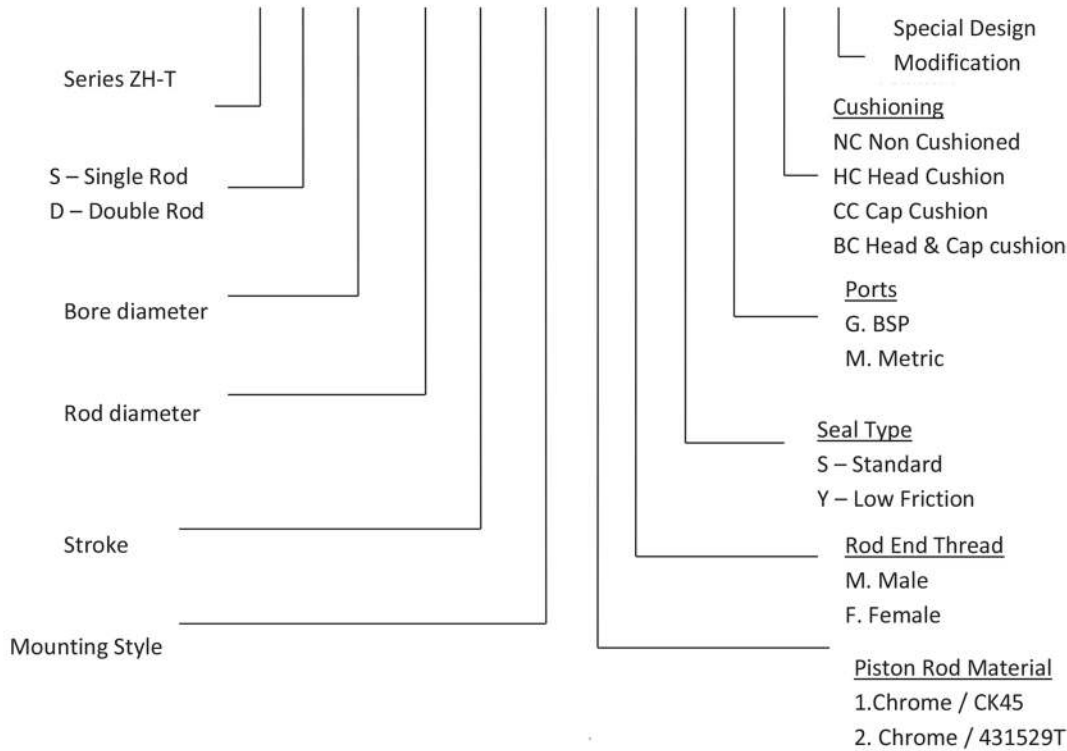 Special Design
Modification
Series ZH-T
Cushioning
NC Non Cushioned
HC Head Cushion
CC Cap Cushion
BC Head & Cap cushion
S – Single Rod
D – Double Rod
Bore diameter
Ports
G. BSP
M. Metric
Rod diameter
Seal Type
S – Standard
Y – Low Friction
Stroke
Rod End Thread
M. Male
F. Female
Mounting Style
Piston Rod Material
1.Chrome / CK45
2. Chrome / 431529T